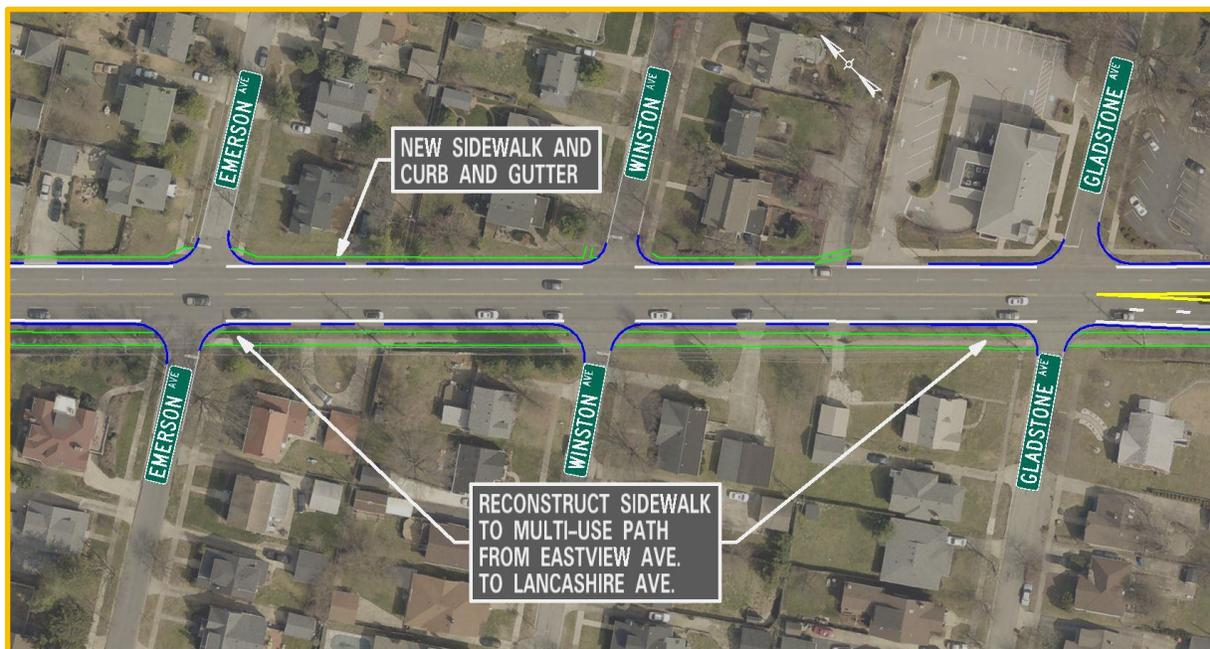 EMERSON AVE
WINSTON AVE
GLADSTONE AVE
NEW SIDEWALK AND
CURB AND GUTTER
EMERSON AVE
WINSTON AVE
GLADSTONE AVE
RECONSTRUCT SIDEWALK
TO MULTI-USE PATH
FROM EASTVIEW AVE.
TO LANCASHIRE AVE.